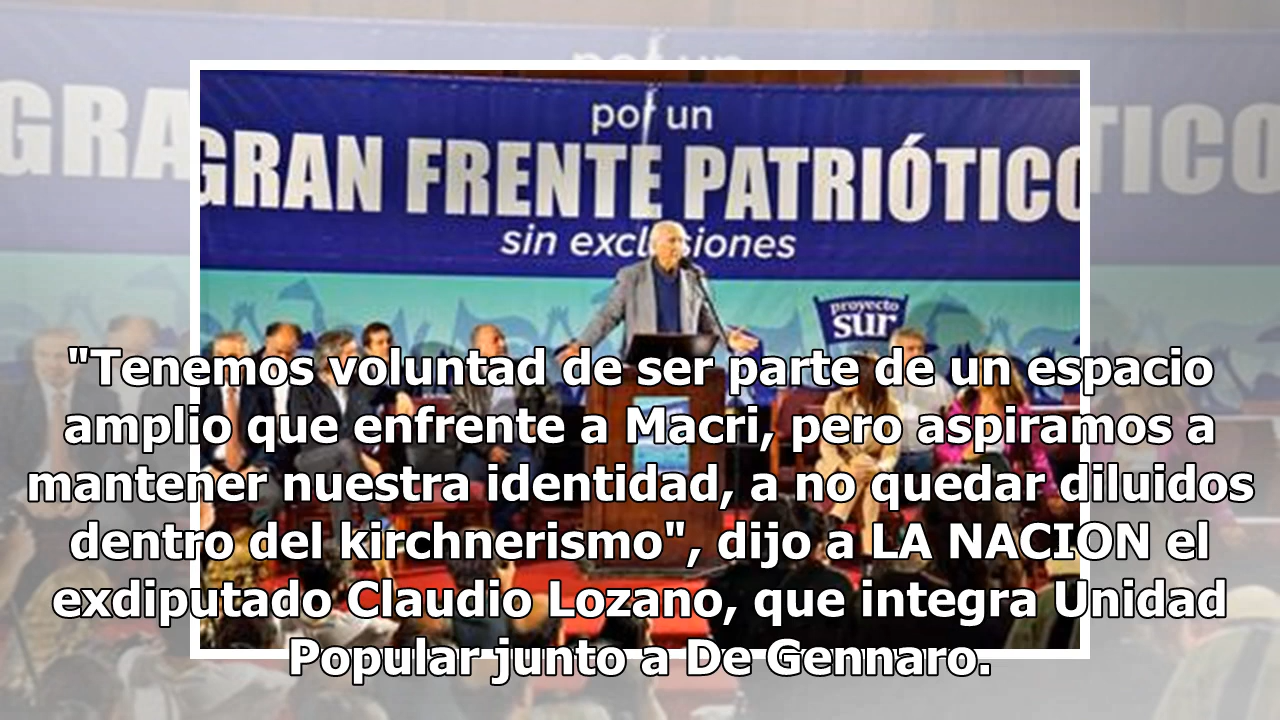 por un
GRA
GRAN FRENTE PATRIÓTICO
TICO
sin exclusiones
proyecto
sur
"Tenemos voluntad de ser parte de un espacio
amplio que enfrente a Macri, pero aspiramos a
mantener nuestra identidad, a no quedar diluidos
dentro del kirchnerismo", dijo a LA NACION el
exdiputado Claudio Lozano, que integra Unidad
Popular junto a De Gennaro.